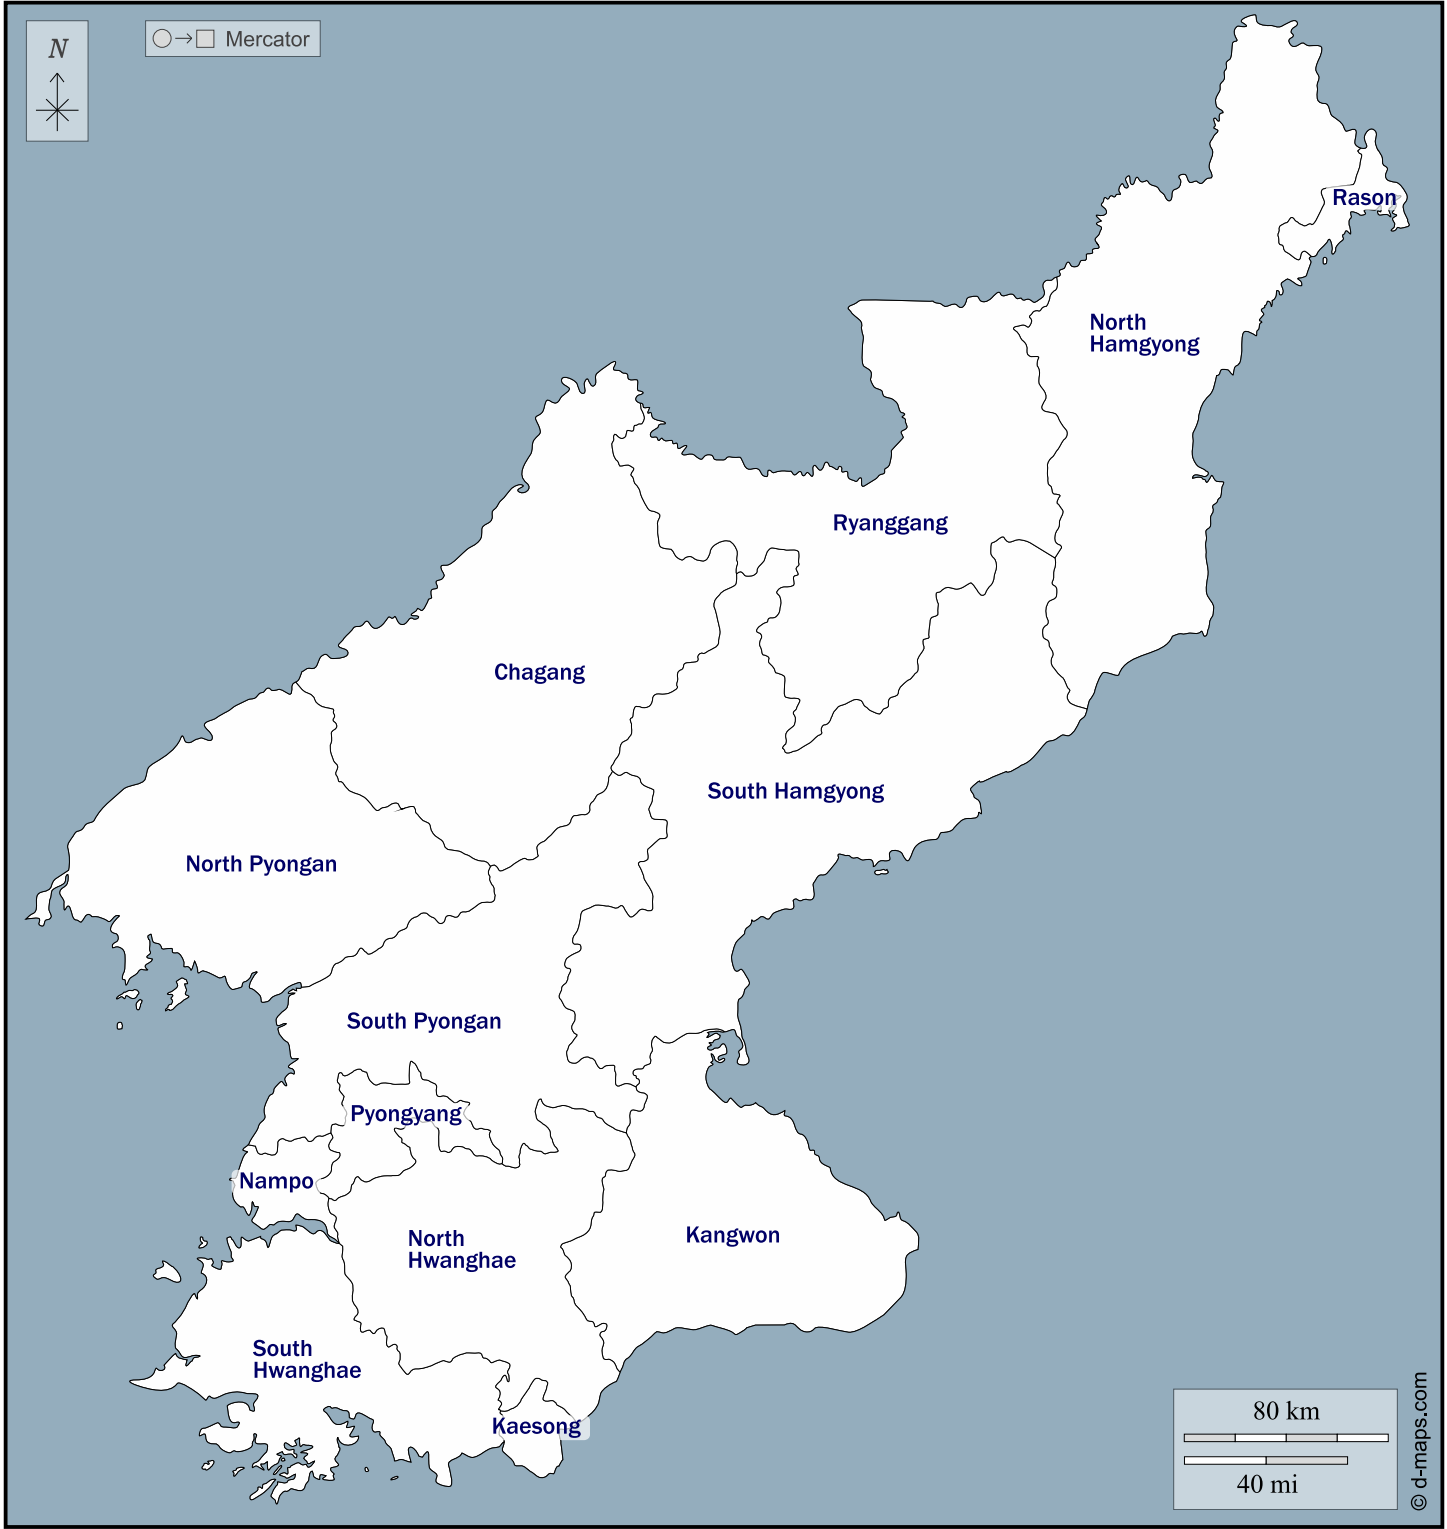 N
Mercator
Rason
North
Hamgyong
Ryanggang
Chagang
South Hamgyong
North Pyongan
South Pyongan
Pyongyang
Nampo
North
Hwanghae
Kangwon
South
Hwanghae
Kaesong
80 km
40 mi
© d-maps.com